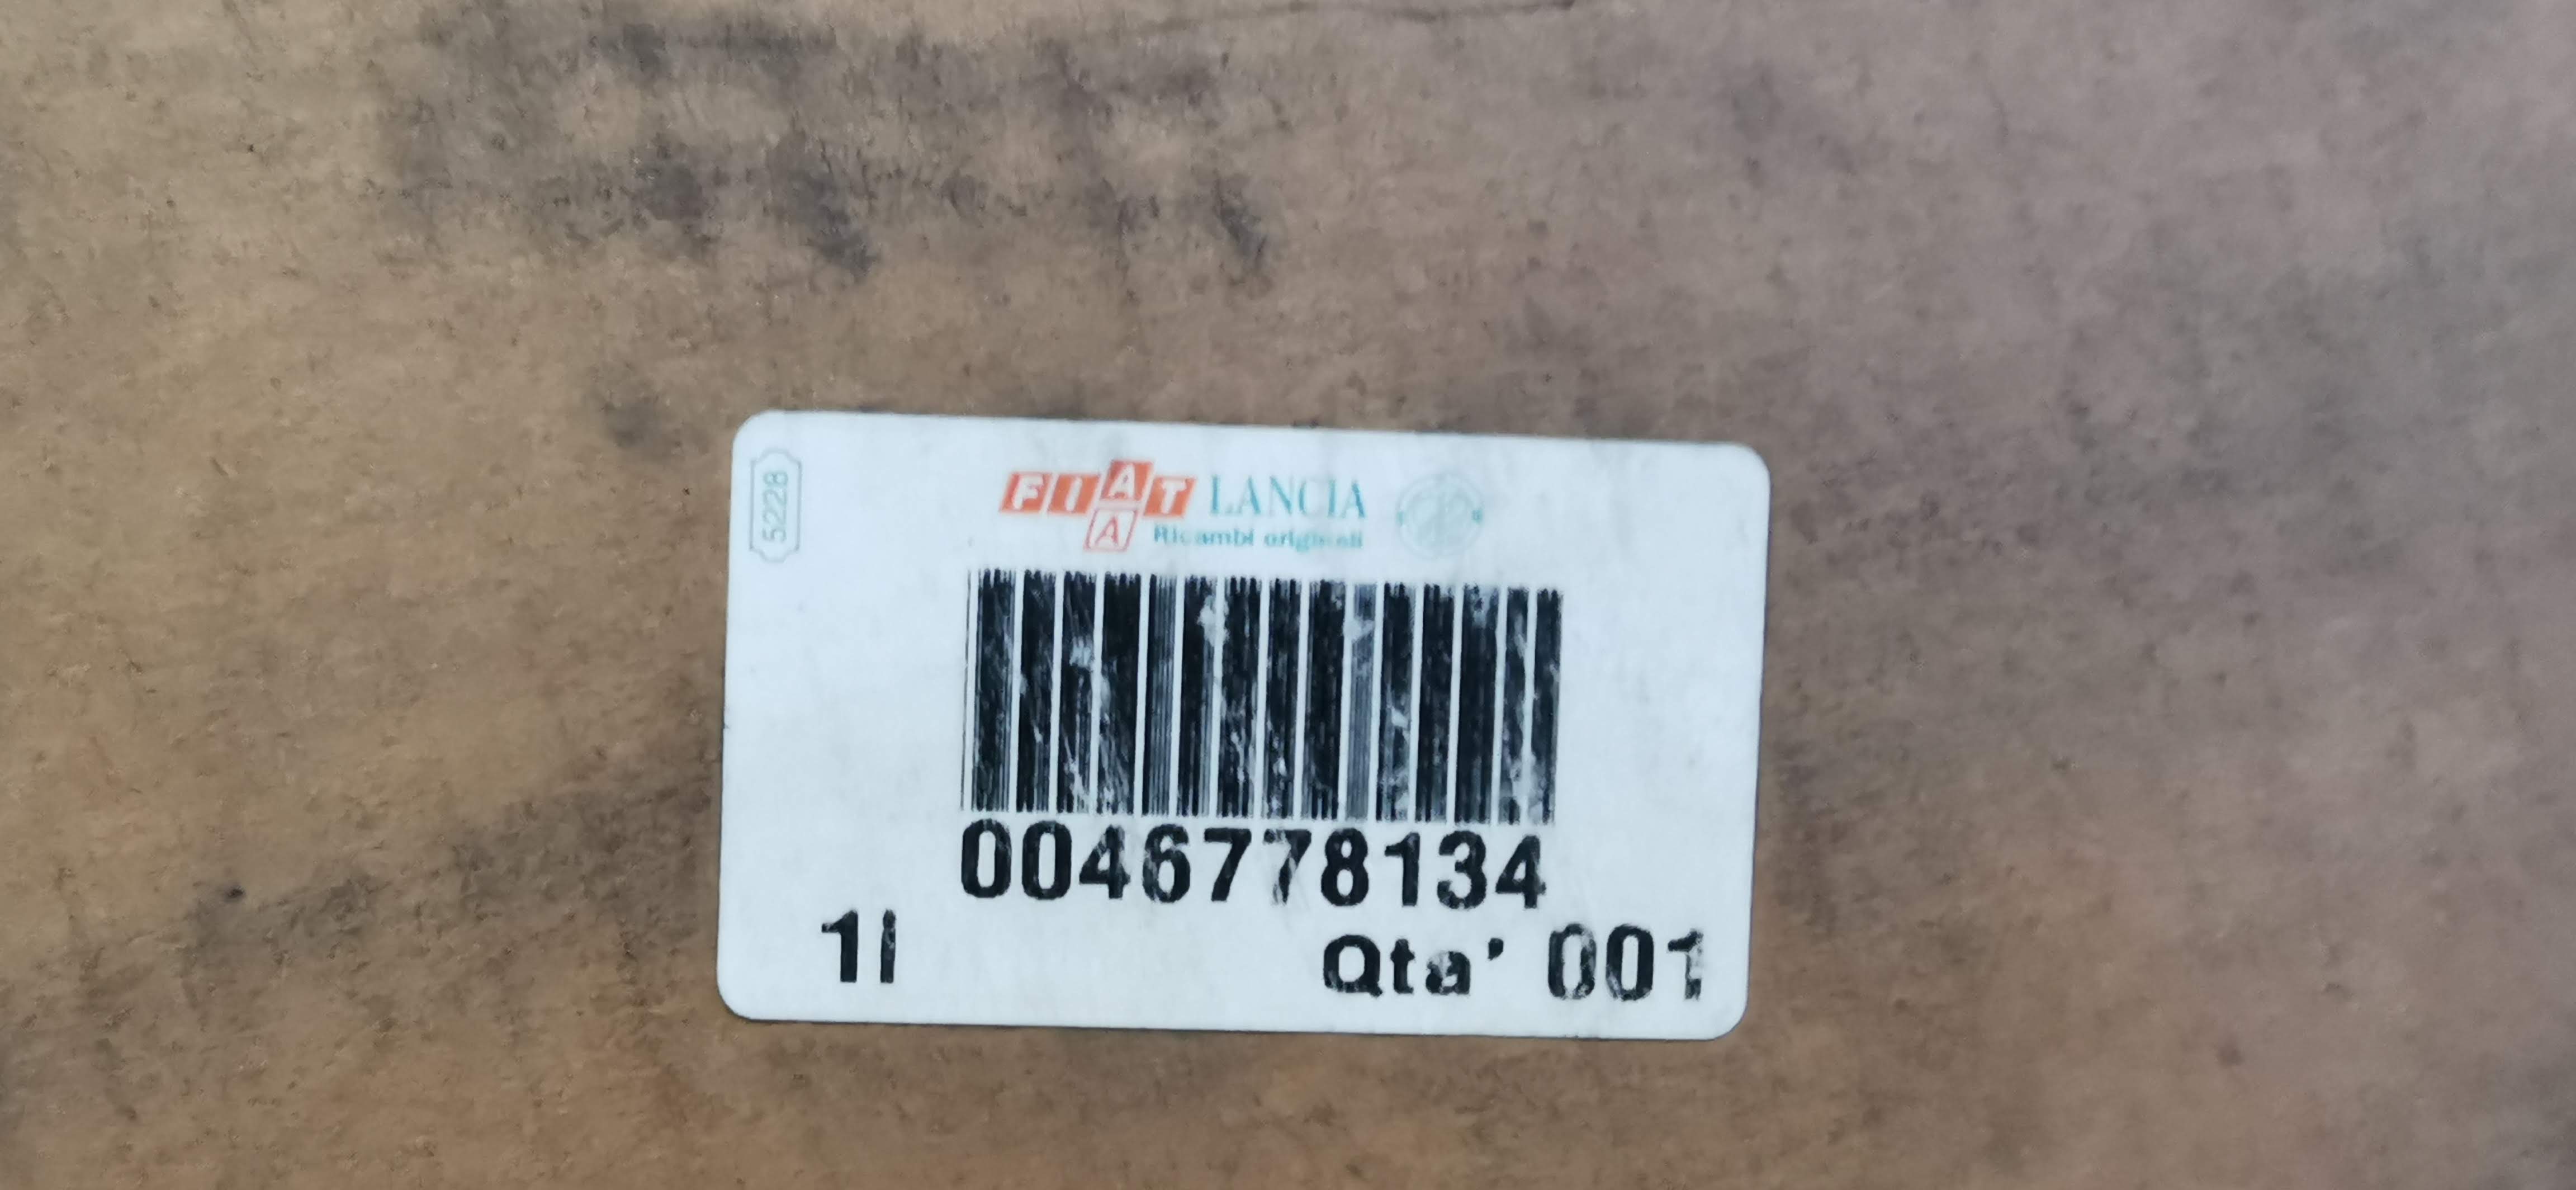 5228
FIAT LANCIA
A
Ricambi originali
0046778134
1I
Qta' 001